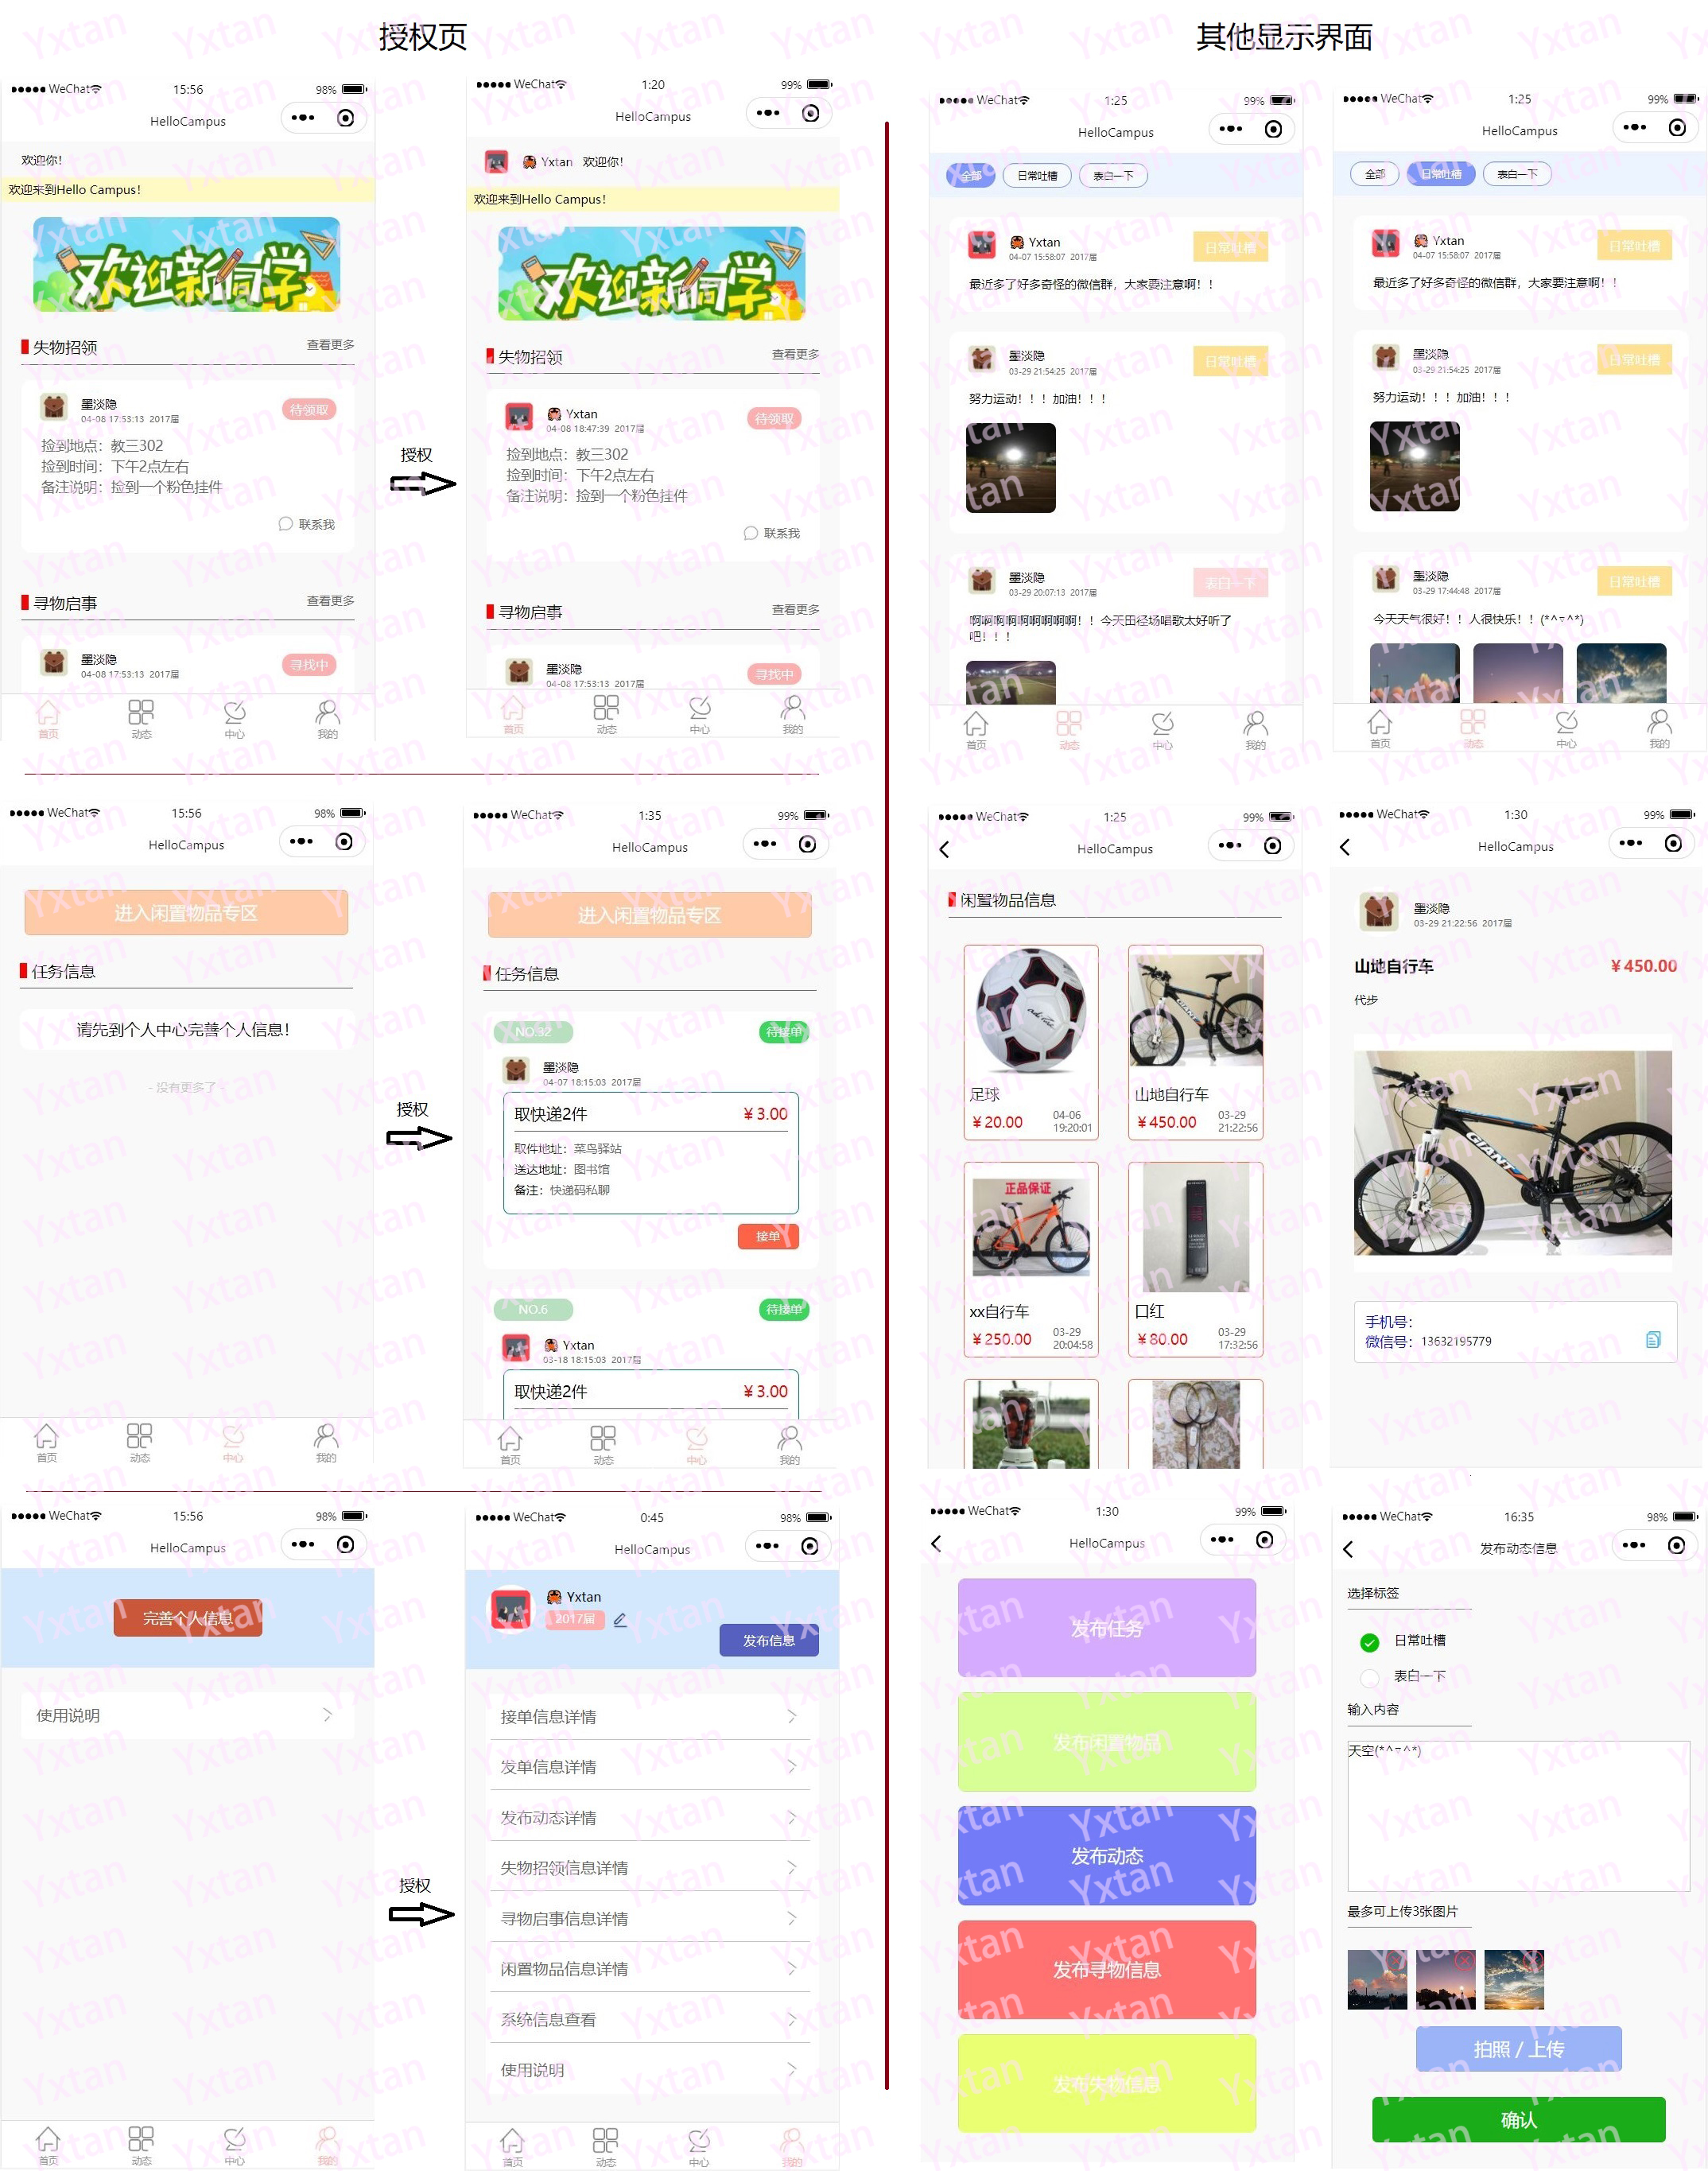 授权页
●●●●● WeChat 15:56 98%
HelloCampus
欢迎你！
欢迎来到Hello Campus！
欢迎新同学
失物招领 查看更多
墨淡隐 待领取
04-08 17:53:13 2017届
捡到地点：教三302
捡到时间：下午2点左右
备注说明：捡到一个粉色挂件
联系我
寻物启事 查看更多
墨淡隐 寻找中
04-08 17:53:13 2017届
首页 动态 中心 我的
授权
●●●●● WeChat 1:20 99%
HelloCampus
Yxtan 欢迎你！
欢迎来到Hello Campus！
欢迎新同学
失物招领 查看更多
Yxtan 待领取
04-08 18:47:39 2017届
捡到地点：教三302
捡到时间：下午2点左右
备注说明：捡到一个粉色挂件
联系我
寻物启事 查看更多
墨淡隐 寻找中
04-08 17:53:13 2017届
首页 动态 中心 我的
●●●●● WeChat 15:56 98%
HelloCampus
进入闲置物品专区
任务信息
请先到个人中心完善个人信息！
- 没有更多了 -
首页 动态 中心 我的
授权
●●●●● WeChat 1:35 99%
HelloCampus
进入闲置物品专区
任务信息
NO.32 待接单
墨淡隐
04-07 18:15:03 2017届
取快递2件 ¥ 3.00
取件地址：菜鸟驿站
送达地址：图书馆
备注：快递码私聊
接单
NO.6 待接单
Yxtan
03-18 18:15:03 2017届
取快递2件 ¥ 3.00
首页 动态 中心 我的
●●●●● WeChat 15:56 98%
HelloCampus
完善个人信息
使用说明
首页 动态 中心 我的
授权
●●●●● WeChat 0:45 98%
HelloCampus
Yxtan
2017届
发布信息
接单信息详情
发单信息详情
发布动态详情
失物招领信息详情
寻物启事信息详情
闲置物品信息详情
系统信息查看
使用说明
首页 动态 中心 我的
其他显示界面
●●●●● WeChat 1:25 99%
HelloCampus
全部 日常吐槽 表白一下
Yxtan 日常吐槽
04-07 15:58:07 2017届
最近多了好多奇怪的微信群，大家要注意啊！！
墨淡隐 日常吐槽
03-29 21:54:25 2017届
努力运动！！！加油！！！
墨淡隐 表白一下
03-29 20:07:13 2017届
啊啊啊啊啊啊啊啊啊！！今天田径场唱歌太好听了
吧！！！
首页 动态 中心 我的
●●●●● WeChat 1:25 99%
HelloCampus
全部 日常吐槽 表白一下
Yxtan 日常吐槽
04-07 15:58:07 2017届
最近多了好多奇怪的微信群，大家要注意啊！！
墨淡隐 日常吐槽
03-29 21:54:25 2017届
努力运动！！！加油！！！
墨淡隐 日常吐槽
03-29 17:44:48 2017届
今天天气很好！！人很快乐！！(*^-^*)
首页 动态 中心 我的
●●●●● WeChat 1:25 99%
HelloCampus
闲置物品信息
足球
¥ 20.00 04-06 19:20:01
山地自行车
¥ 450.00 03-29 21:22:56
正品保证
xx自行车
¥ 250.00 03-29 20:04:58
口红
¥ 80.00 03-29 17:32:56
●●●●● WeChat 1:30 99%
HelloCampus
墨淡隐
03-29 21:22:56 2017届
山地自行车 ¥ 450.00
代步
GIANT
手机号：
微信号：13632195779
●●●●● WeChat 1:30 99%
HelloCampus
发布任务
发布闲置物品
发布动态
发布寻物信息
发布失物信息
●●●●● WeChat 16:35 98%
发布动态信息
选择标签
日常吐槽
表白一下
输入内容
天空(*^-^*)
最多可上传3张图片
拍照 / 上传
确认
Yxtan